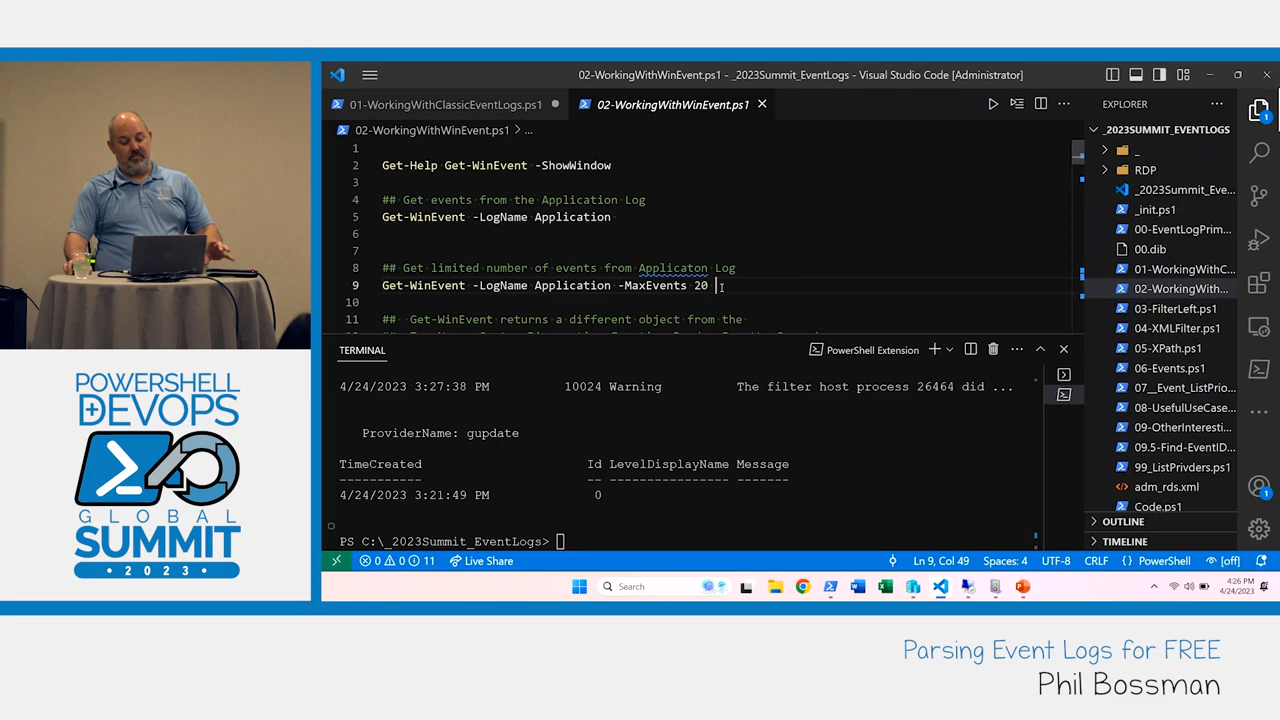 02-WorkingWithWinEvent.ps1 - _2023Summit_EventLogs - Visual Studio Code [Administrator]
01-WorkingWithClassicEventLogs.ps1
02-WorkingWithWinEvent.ps1
02-WorkingWithWinEvent.ps1 > ...
1
2 Get-Help Get-WinEvent -ShowWindow
3
4 ## Get events from the Application Log
5 Get-WinEvent -LogName Application
6
7
8 ## Get limited number of events from Applicaton Log
9 Get-WinEvent -LogName Application -MaxEvents 20
10
11 ## Get-WinEvent returns a different object from the
TERMINAL
PowerShell Extension
4/24/2023 3:27:38 PM 10024 Warning The filter host process 26464 did ...
ProviderName: gupdate
TimeCreated Id LevelDisplayName Message
----------- -- ---------------- -------
4/24/2023 3:21:49 PM 0
PS C:\_2023Summit_EventLogs>
EXPLORER
_2023SUMMIT_EVENTLOGS
_
RDP
_2023Summit_Eve...
_init.ps1
00-EventLogPrim...
00.dib
01-WorkingWithC...
02-WorkingWith...
03-FilterLeft.ps1
04-XMLFilter.ps1
05-XPath.ps1
06-Events.ps1
07__Event_ListPrio...
08-UsefulUseCase...
09-OtherInteresti...
09.5-Find-EventID...
99_ListPrivders.ps1
adm_rds.xml
Code.ps1
OUTLINE
TIMELINE
1
1
0 0 11
Live Share
Ln 9, Col 49
Spaces: 4
UTF-8
CRLF
{ } PowerShell
[off]
Search
4:26 PM
4/24/2023
POWERSHELL
+DEVOPS
GLOBAL
SUMMIT
2023
Parsing Event Logs for FREE
Phil Bossman